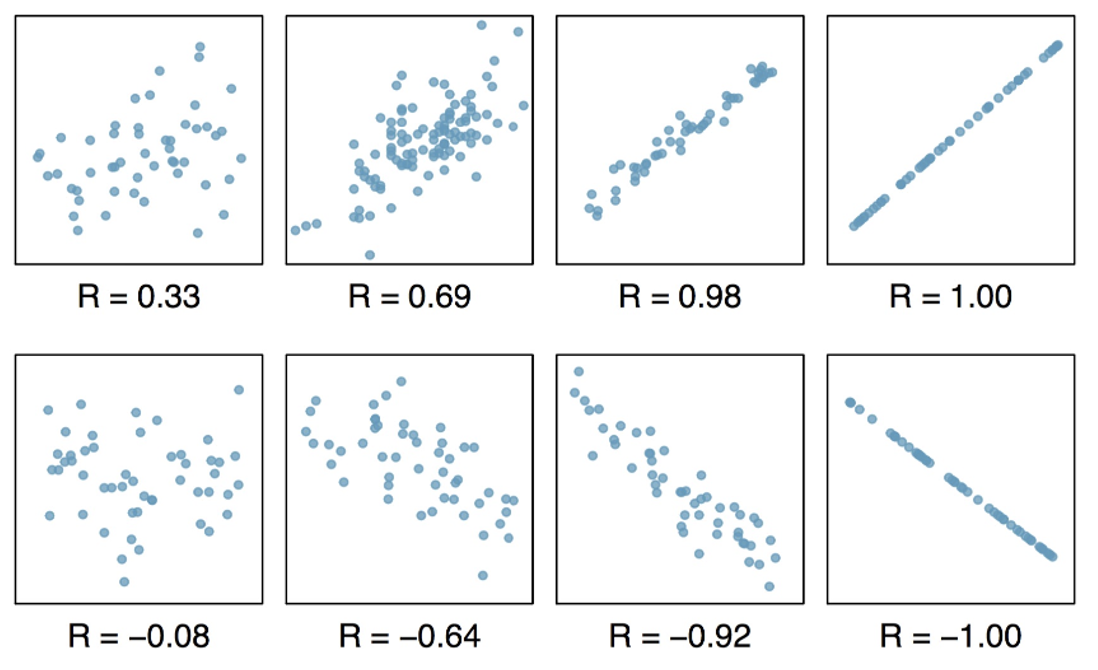 R = 0.33
R = 0.69
R = 0.98
R = 1.00
R = −0.08
R = −0.64
R = −0.92
R = −1.00